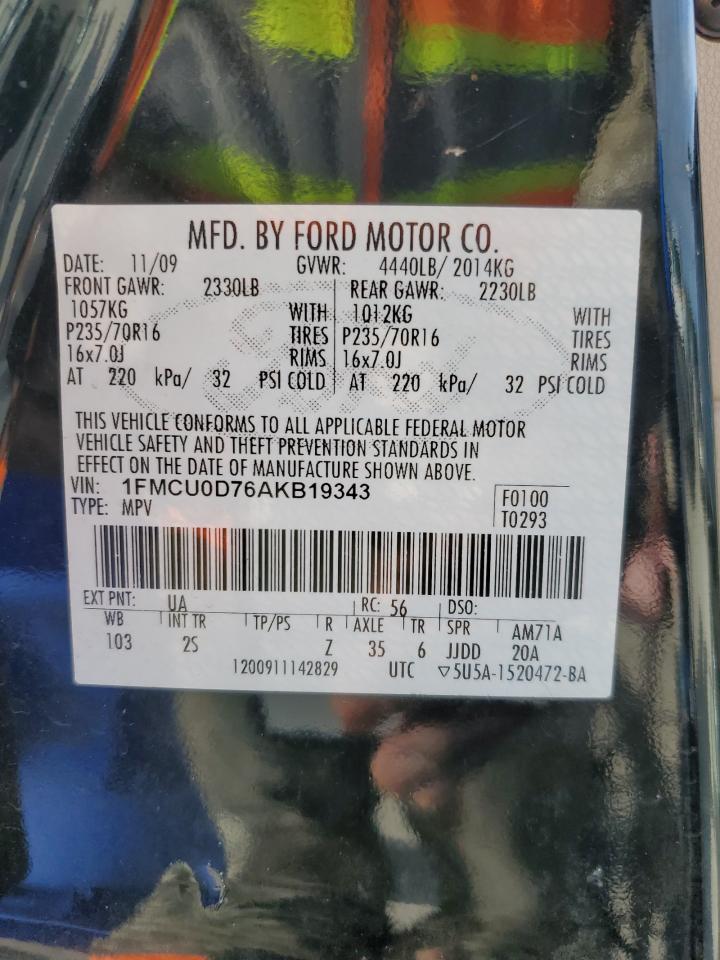 MFD. BY FORD MOTOR CO.
DATE: 11/09 GVWR: 4440LB/ 2014KG
FRONT GAWR: 2330LB REAR GAWR: 2230LB
1057KG WITH 1012KG WITH
P235/70R16 TIRES P235/70R16 TIRES
16x7.0J RIMS 16x7.0J RIMS
AT 220 kPa/ 32 PSI COLD AT 220 kPa/ 32 PSI COLD
THIS VEHICLE CONFORMS TO ALL APPLICABLE FEDERAL MOTOR
VEHICLE SAFETY AND THEFT PREVENTION STANDARDS IN
EFFECT ON THE DATE OF MANUFACTURE SHOWN ABOVE.
VIN: 1FMCU0D76AKB19343 F0100
TYPE: MPV T0293
EXT PNT: UA RC: 56 DSO:
WB INT TR TP/PS R AXLE TR SPR AM71A
103 2S Z 35 6 JJDD 20A
1200911142829 UTC ▽5U5A-1520472-BA